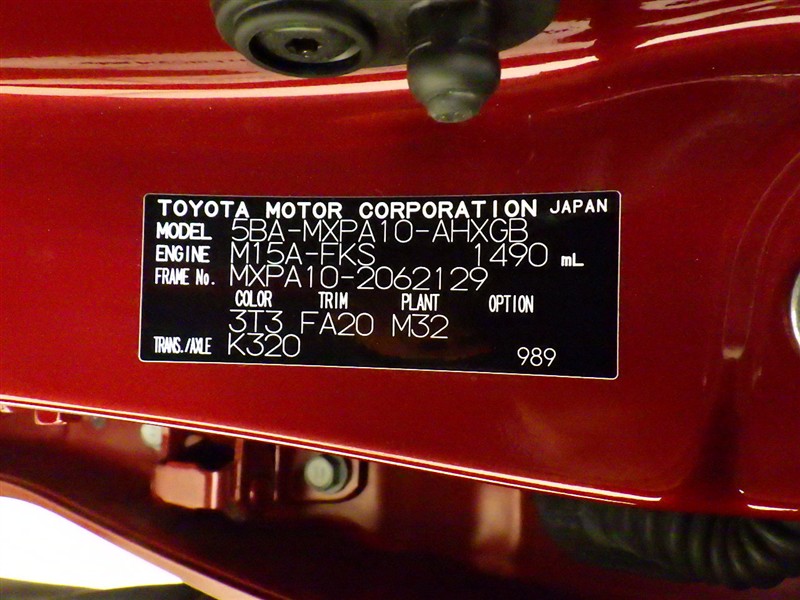 TOYOTA MOTOR CORPORATION JAPAN
MODEL 5BA-MXPA10-AHXGB
ENGINE M15A-FKS 1490 mL
FRAME No. MXPA10-2062129
COLOR TRIM PLANT OPTION
3T3 FA20 M32
TRANS./AXLE K320 989